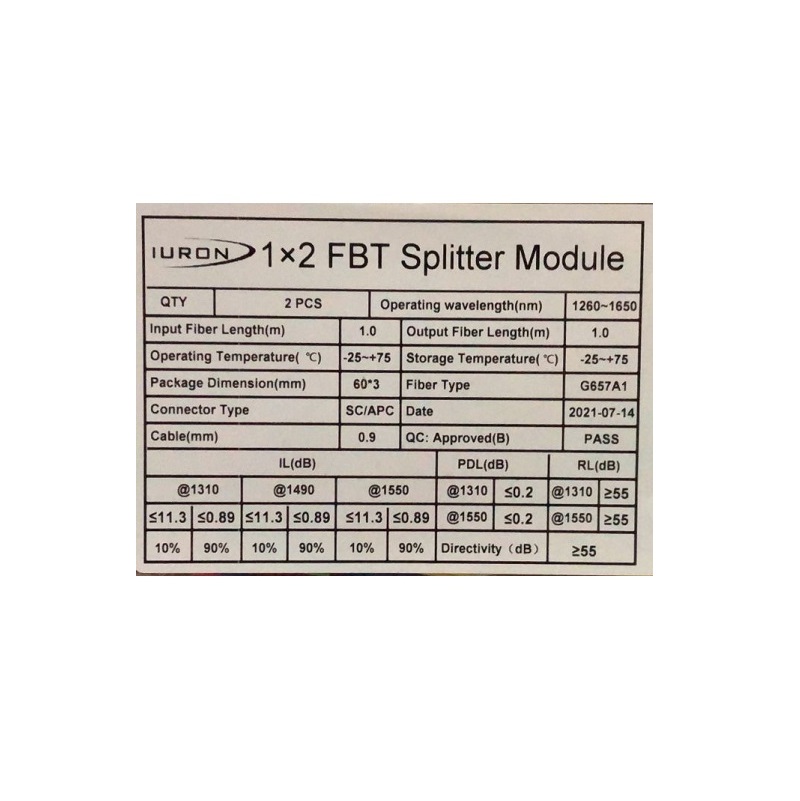 IURON 1×2 FBT Splitter Module
QTY 2 PCS Operating wavelength(nm) 1260~1650
Input Fiber Length(m) 1.0 Output Fiber Length(m) 1.0
Operating Temperature( ℃) -25~+75 Storage Temperature( ℃) -25~+75
Package Dimension(mm) 60*3 Fiber Type G657A1
Connector Type SC/APC Date 2021-07-14
Cable(mm) 0.9 QC: Approved(B) PASS
IL(dB) PDL(dB) RL(dB)
@1310 @1490 @1550 @1310 ≤0.2 @1310 ≥55
≤11.3 ≤0.89 ≤11.3 ≤0.89 ≤11.3 ≤0.89 @1550 ≤0.2 @1550 ≥55
10% 90% 10% 90% 10% 90% Directivity（dB） ≥55